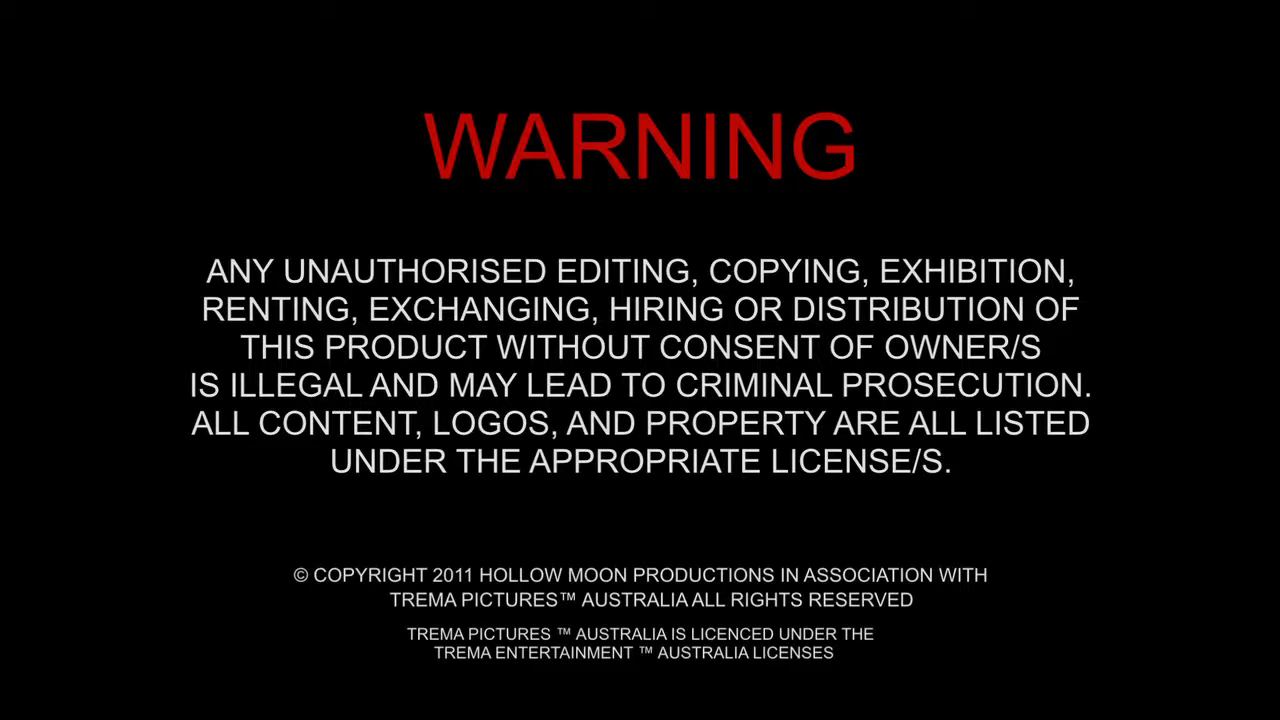 WARNING
ANY UNAUTHORISED EDITING, COPYING, EXHIBITION,
RENTING, EXCHANGING, HIRING OR DISTRIBUTION OF
THIS PRODUCT WITHOUT CONSENT OF OWNER/S
IS ILLEGAL AND MAY LEAD TO CRIMINAL PROSECUTION.
ALL CONTENT, LOGOS, AND PROPERTY ARE ALL LISTED
UNDER THE APPROPRIATE LICENSE/S.
© COPYRIGHT 2011 HOLLOW MOON PRODUCTIONS IN ASSOCIATION WITH
TREMA PICTURES™ AUSTRALIA ALL RIGHTS RESERVED
TREMA PICTURES ™ AUSTRALIA IS LICENCED UNDER THE
TREMA ENTERTAINMENT ™ AUSTRALIA LICENSES